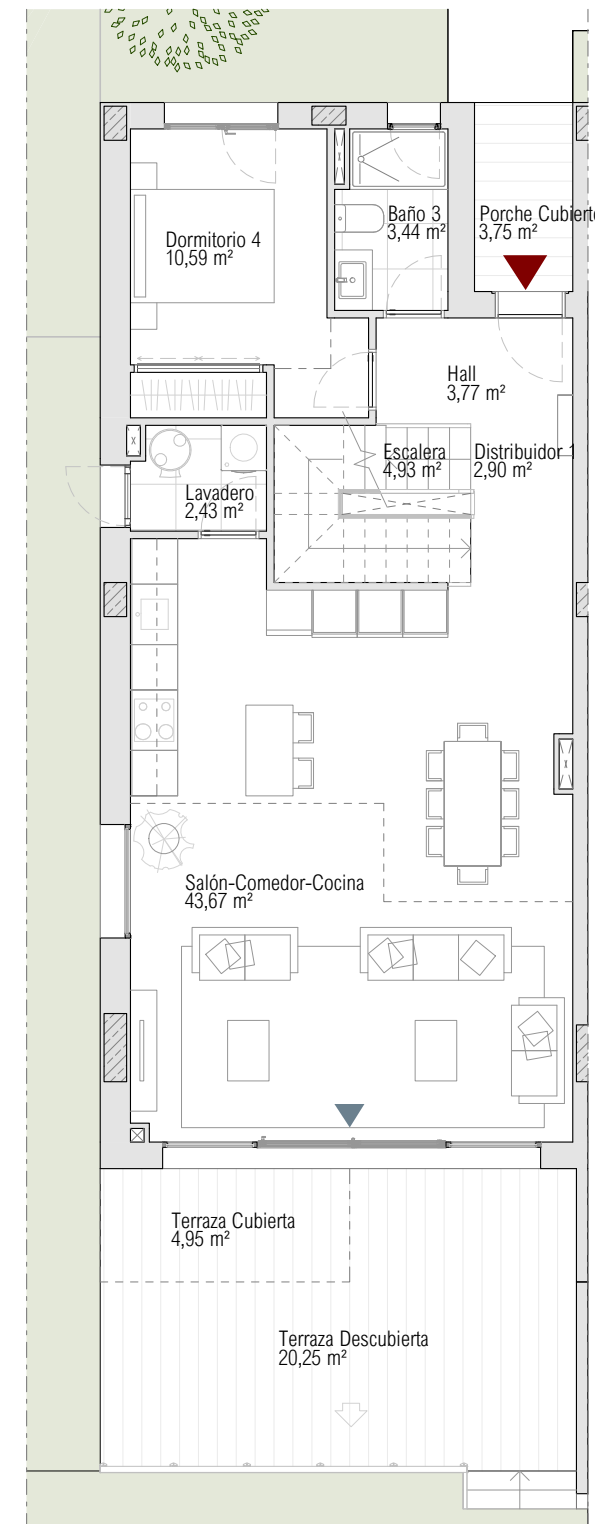 Baño 3
3,44 m²
Porche Cubierto
3,75 m²
Dormitorio 4
10,59 m²
Hall
3,77 m²
Escalera
4,93 m²
Distribuidor 1
2,90 m²
Lavadero
2,43 m²
Salón-Comedor-Cocina
43,67 m²
Terraza Cubierta
4,95 m²
Terraza Descubierta
20,25 m²